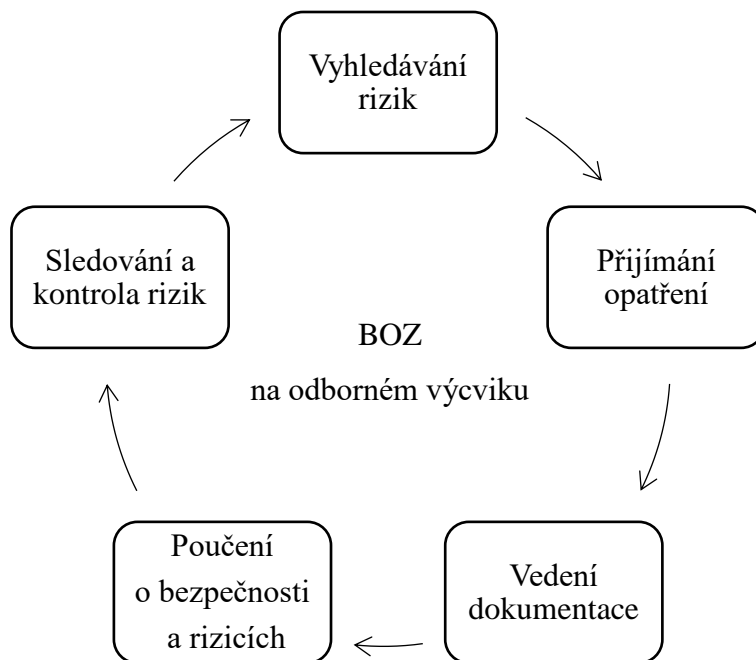 Vyhledávání
rizik
Sledování a
kontrola rizik
Přijímání
opatření
BOZ
na odborném výcviku
Poučení
o bezpečnosti
a rizicích
Vedení
dokumentace